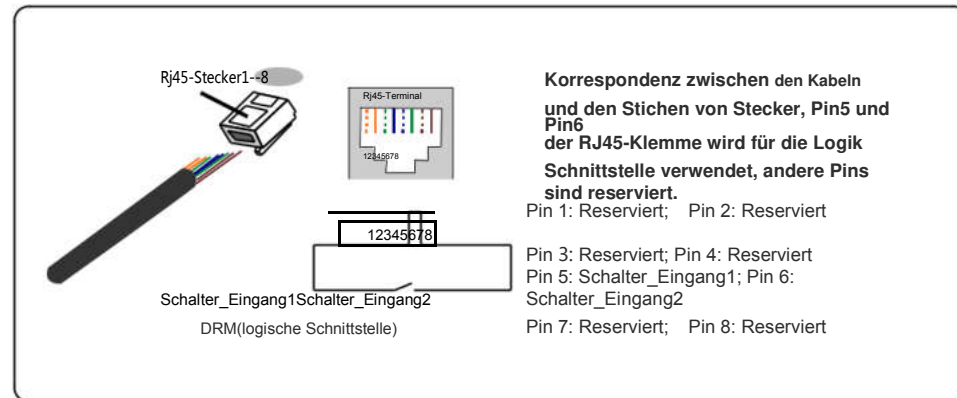 Rj45-Stecker1--8
Rj45-Terminal
12345678
12345678
Schalter_Eingang1Schalter_Eingang2
DRM(logische Schnittstelle)
Korrespondenz zwischen den Kabeln
und den Stichen von Stecker, Pin5 und
Pin6
der RJ45-Klemme wird für die Logik
Schnittstelle verwendet, andere Pins
sind reserviert.
Pin 1: Reserviert; Pin 2: Reserviert
Pin 3: Reserviert; Pin 4: Reserviert
Pin 5: Schalter_Eingang1; Pin 6:
Schalter_Eingang2
Pin 7: Reserviert; Pin 8: Reserviert